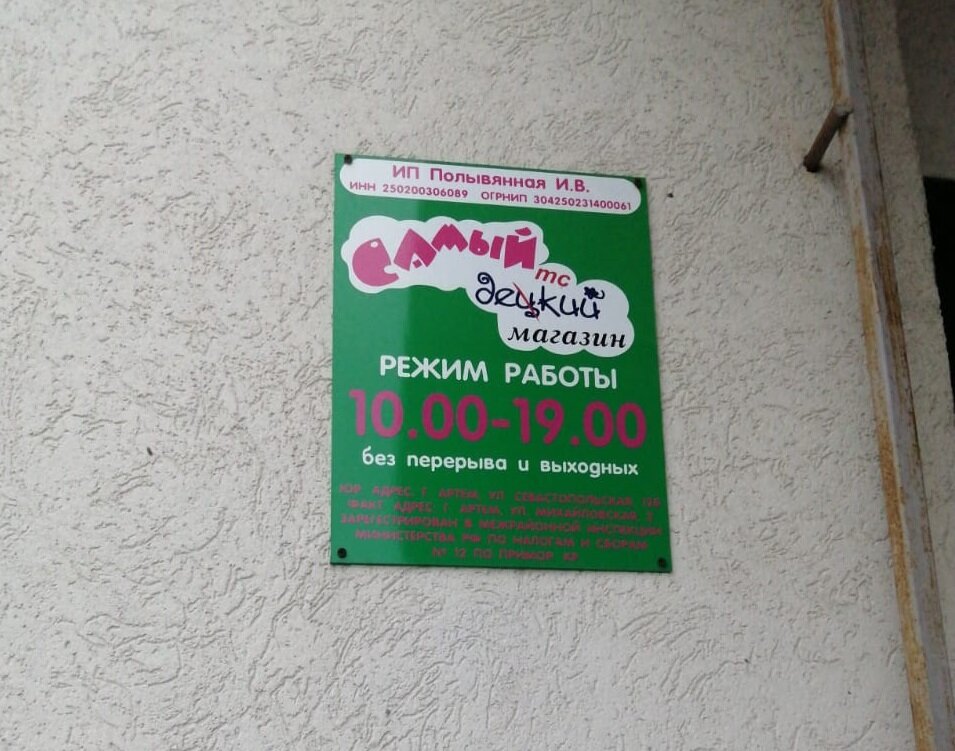 ИП Полывянная И.В.
ИНН 250200306089 ОГРНИП 304250231400061
Самый
тс
децкий
магазин
РЕЖИМ РАБОТЫ
10.00-19.00
без перерыва и выходных
ЮР. АДРЕС: Г. АРТЕМ, УЛ. СЕВАСТОПОЛЬСКАЯ,
ФАКТ. АДРЕС: Г. АРТЕМ, УЛ. МИХАЙЛОВСКАЯ,
ЗАРЕГЕСТРИРОВАН В МЕЖРАЙОННОЙ ИНСПЕКЦИИ
МИНИСТЕРСТВА РФ ПО НАЛОГАМ И СБОРАМ
№ 12 ПО ПРИМОР. КР.